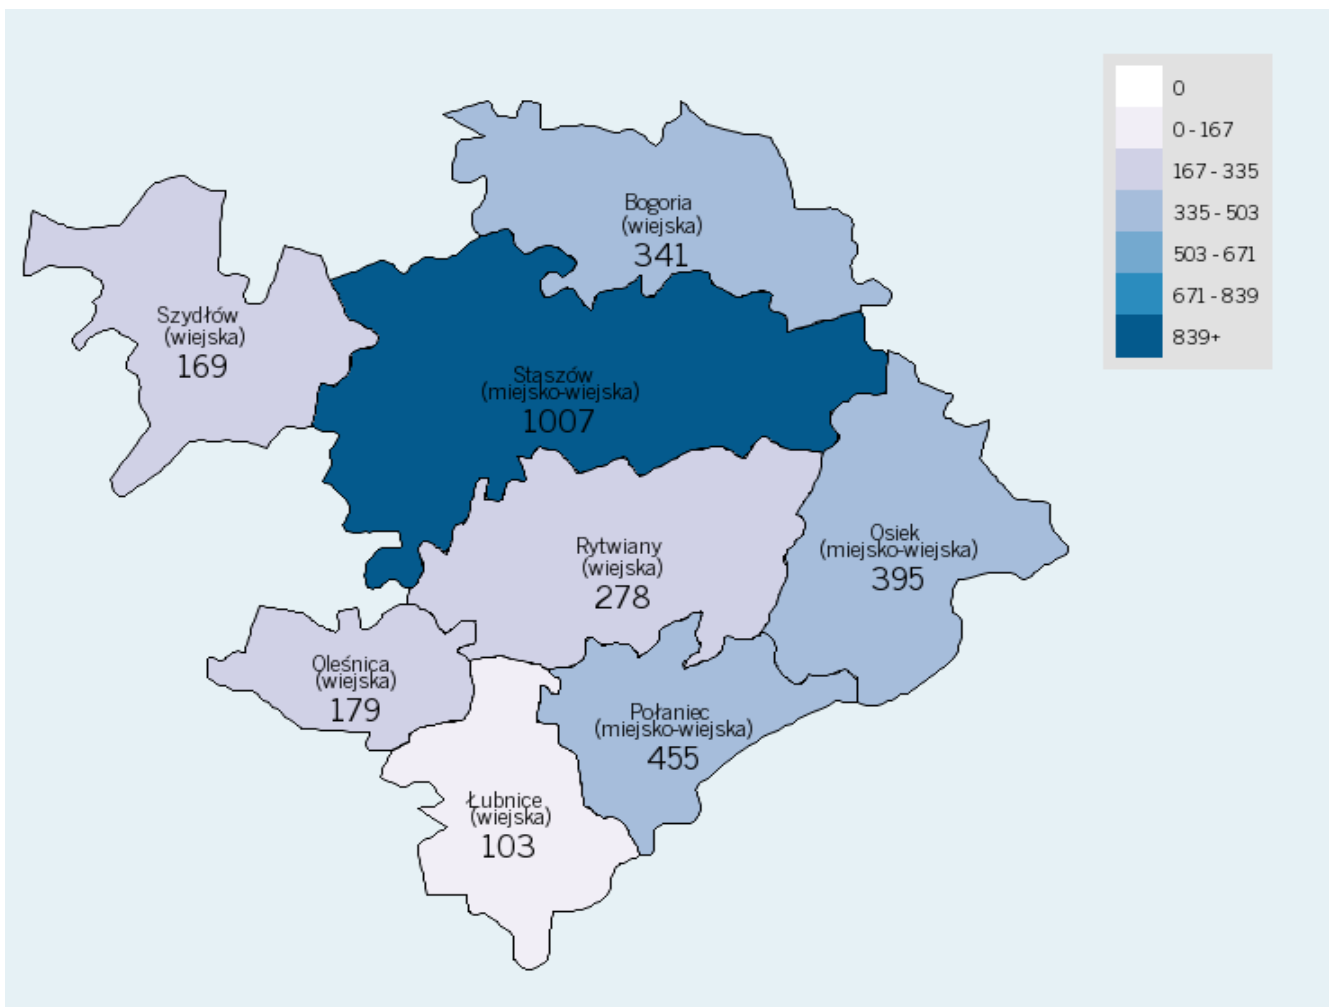 0
0 - 167
167 - 335
335 - 503
503 - 671
671 - 839
839+
Bogoria
(wiejska)
341
Szydłów
(wiejska)
169
Staszów
(miejsko-wiejska)
1007
Osiek
(miejsko-wiejska)
395
Rytwiany
(wiejska)
278
Oleśnica
(wiejska)
179
Połaniec
(miejsko-wiejska)
455
Łubnice
(wiejska)
103